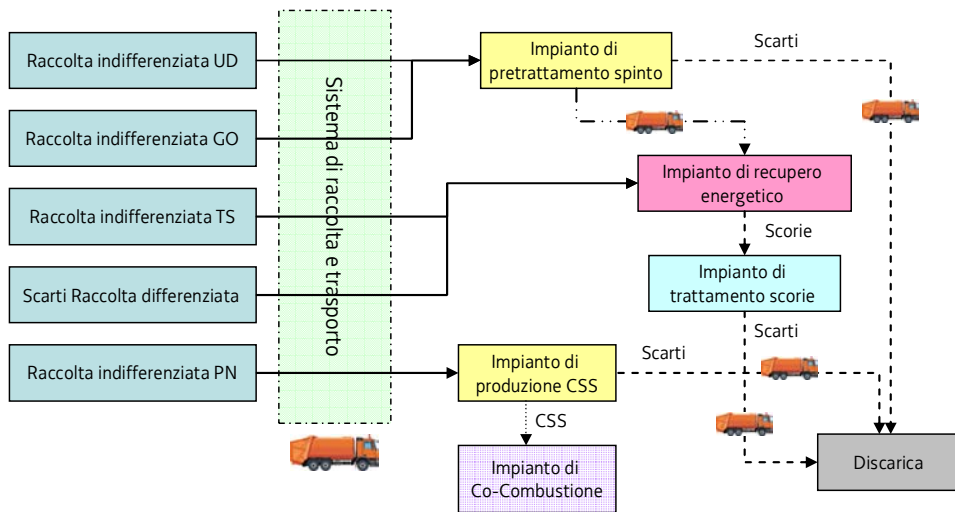 Raccolta indifferenziata UD
Raccolta indifferenziata GO
Raccolta indifferenziata TS
Scarti Raccolta differenziata
Raccolta indifferenziata PN
Sistema di raccolta e trasporto
Impianto di
pretrattamento spinto
Scarti
Impianto di recupero
energetico
Scorie
Impianto di
trattamento scorie
Scarti
Impianto di
produzione CSS
Scarti
CSS
Impianto di
Co-Combustione
Discarica